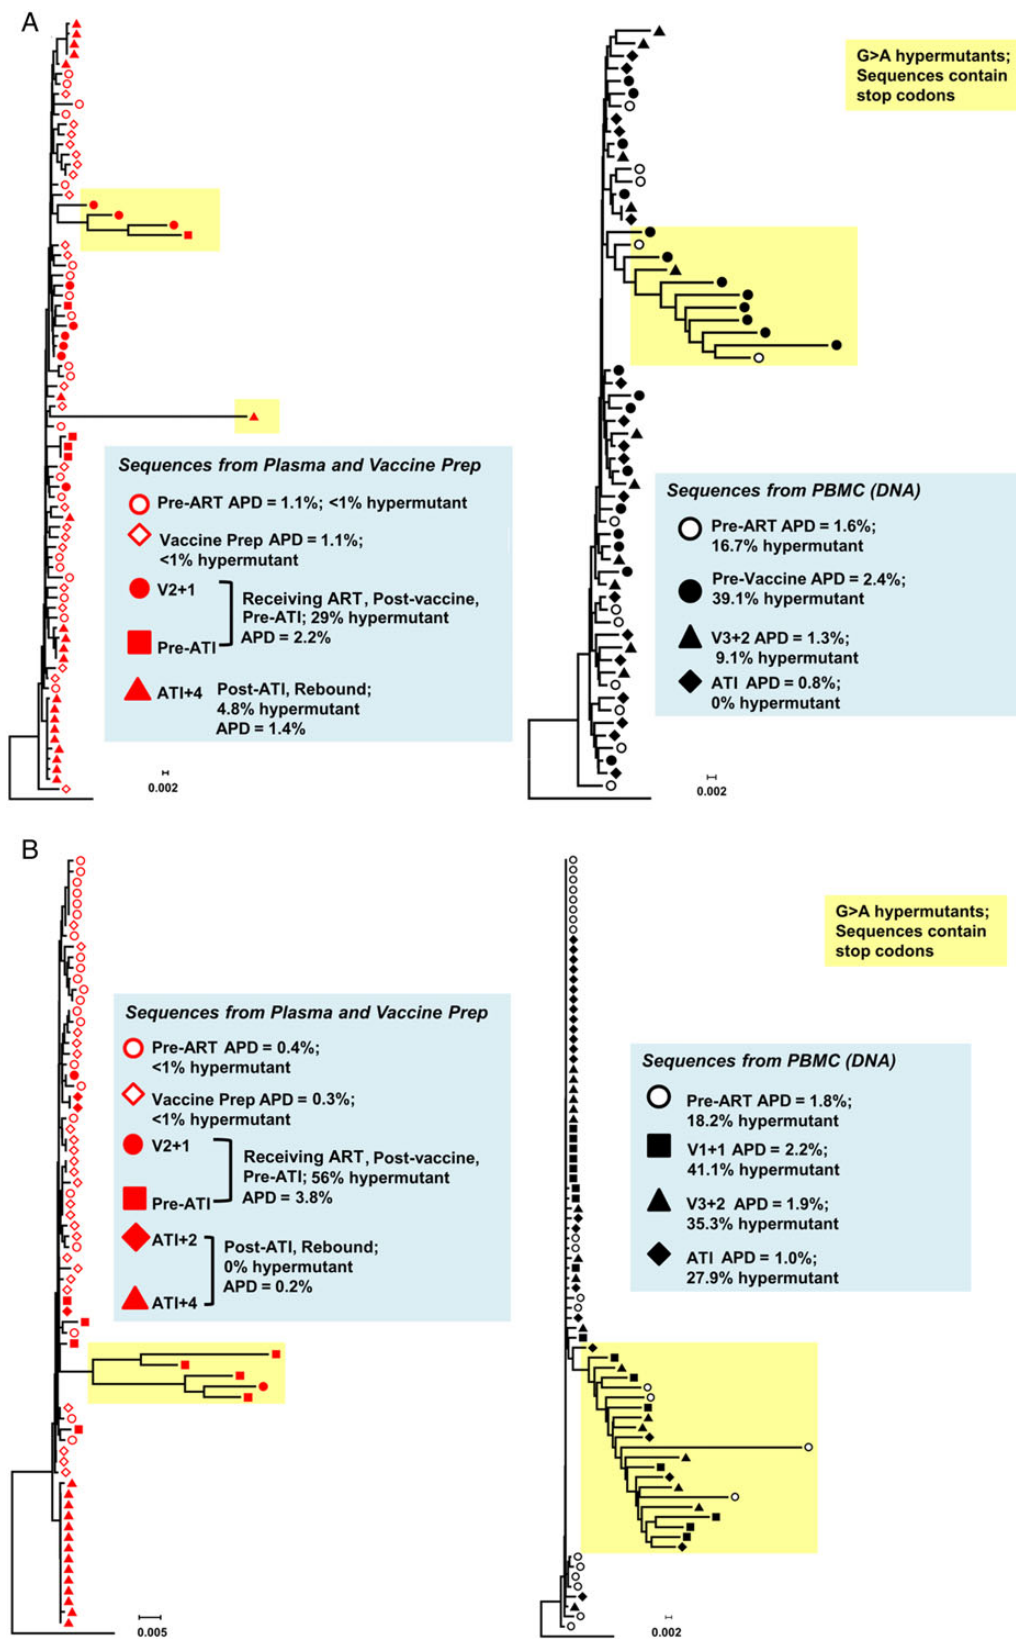 A
G>A hypermutants;
Sequences contain
stop codons
Sequences from Plasma and Vaccine Prep
Pre-ART APD = 1.1%; <1% hypermutant
Vaccine Prep APD = 1.1%;
<1% hypermutant
V2+1
Receiving ART, Post-vaccine,
Pre-ATI; 29% hypermutant
APD = 2.2%
Pre-ATI
ATI+4
Post-ATI, Rebound;
4.8% hypermutant
APD = 1.4%
0.002
Sequences from PBMC (DNA)
Pre-ART APD = 1.6%;
16.7% hypermutant
Pre-Vaccine APD = 2.4%;
39.1% hypermutant
V3+2 APD = 1.3%;
9.1% hypermutant
ATI APD = 0.8%;
0% hypermutant
0.002
B
G>A hypermutants;
Sequences contain
stop codons
Sequences from Plasma and Vaccine Prep
Pre-ART APD = 0.4%;
<1% hypermutant
Vaccine Prep APD = 0.3%;
<1% hypermutant
V2+1
Receiving ART, Post-vaccine,
Pre-ATI; 56% hypermutant
APD = 3.8%
Pre-ATI
ATI+2
Post-ATI, Rebound;
0% hypermutant
APD = 0.2%
ATI+4
0.005
Sequences from PBMC (DNA)
Pre-ART APD = 1.8%;
18.2% hypermutant
V1+1 APD = 2.2%;
41.1% hypermutant
V3+2 APD = 1.9%;
35.3% hypermutant
ATI APD = 1.0%;
27.9% hypermutant
0.002